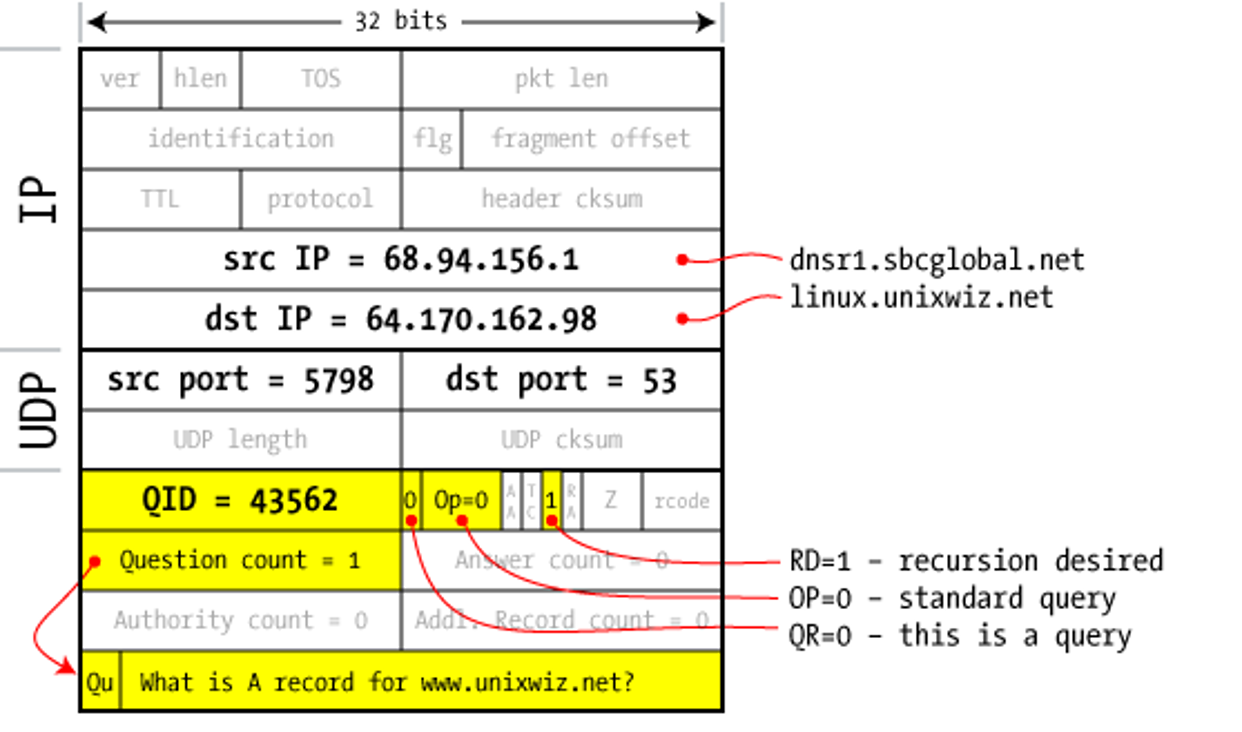 32 bits
IP
ver hlen TOS pkt len
identification flg fragment offset
TTL protocol header cksum
src IP = 68.94.156.1
dnsr1.sbcglobal.net
dst IP = 64.170.162.98
linux.unixwiz.net
UDP
src port = 5798 dst port = 53
UDP length UDP cksum
QID = 43562 0 Op=0 AA TC 1 RA Z rcode
Question count = 1 Answer count = 0
RD=1 – recursion desired
OP=0 – standard query
Authority count = 0 Addl. Record count = 0
QR=0 – this is a query
Qu What is A record for www.unixwiz.net?